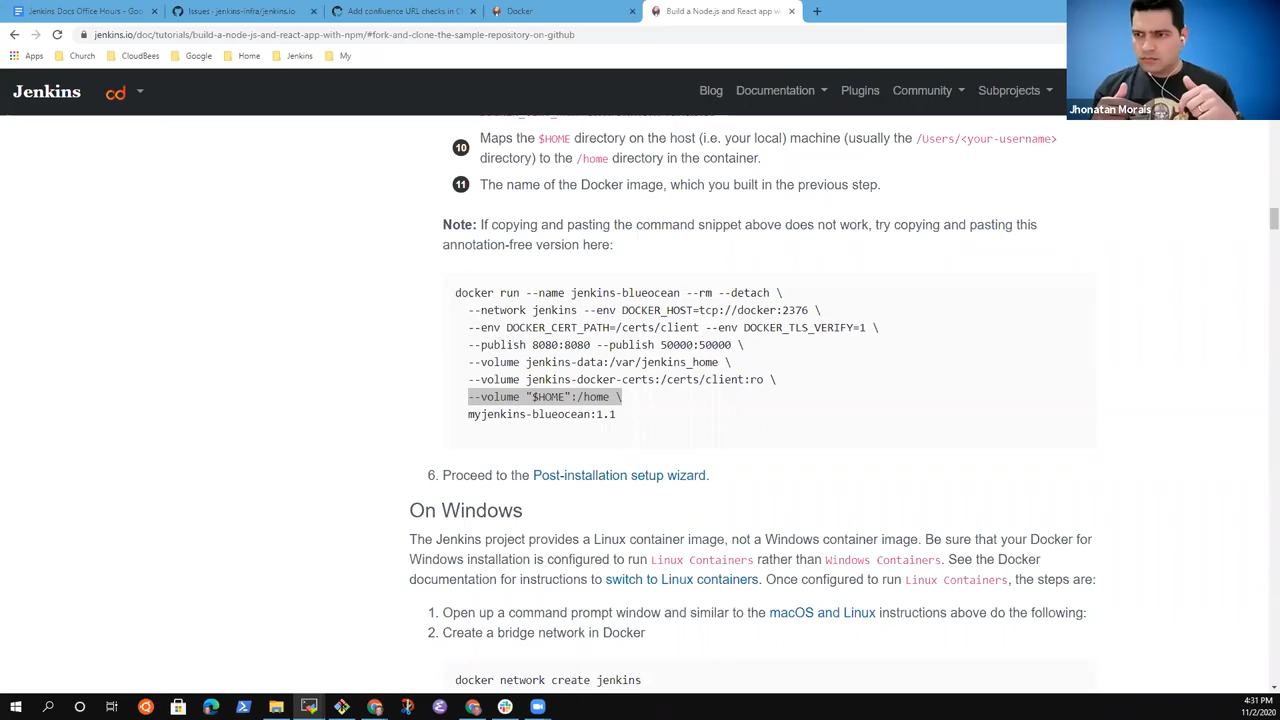 Jenkins Docs Office Hours - Goo
Issues · jenkins-infra/jenkins.io
Add confluence URL checks in C
Docker
Build a Node.js and React app w
jenkins.io/doc/tutorials/build-a-node-js-and-react-app-with-npm/#fork-and-clone-the-sample-repository-on-github
Apps Church CloudBees Google Home Jenkins My
Jenkins cd Blog Documentation Plugins Community Subprojects
Jhonatan Morais
10 Maps the $HOME directory on the host (i.e. your local) machine (usually the /Users/<your-username>
directory) to the /home directory in the container.
11 The name of the Docker image, which you built in the previous step.
Note: If copying and pasting the command snippet above does not work, try copying and pasting this
annotation-free version here:
docker run --name jenkins-blueocean --rm --detach \
--network jenkins --env DOCKER_HOST=tcp://docker:2376 \
--env DOCKER_CERT_PATH=/certs/client --env DOCKER_TLS_VERIFY=1 \
--publish 8080:8080 --publish 50000:50000 \
--volume jenkins-data:/var/jenkins_home \
--volume jenkins-docker-certs:/certs/client:ro \
--volume "$HOME":/home \
myjenkins-blueocean:1.1
6. Proceed to the Post-installation setup wizard.
On Windows
The Jenkins project provides a Linux container image, not a Windows container image. Be sure that your Docker for
Windows installation is configured to run Linux Containers rather than Windows Containers. See the Docker
documentation for instructions to switch to Linux containers. Once configured to run Linux Containers, the steps are:
1. Open up a command prompt window and similar to the macOS and Linux instructions above do the following:
2. Create a bridge network in Docker
docker network create jenkins
4:31 PM
11/2/2020